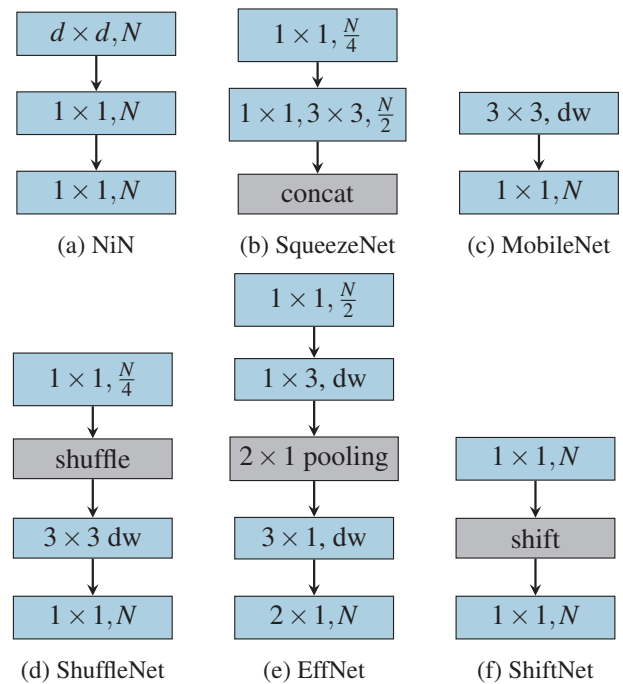 d × d, N
1 × 1, N
1 × 1, N
(a) NiN
1 × 1, N/4
1 × 1, 3 × 3, N/2
concat
(b) SqueezeNet
3 × 3, dw
1 × 1, N
(c) MobileNet
1 × 1, N/4
shuffle
3 × 3 dw
1 × 1, N
(d) ShuffleNet
1 × 1, N/2
1 × 3, dw
2 × 1 pooling
3 × 1, dw
2 × 1, N
(e) EffNet
1 × 1, N
shift
1 × 1, N
(f) ShiftNet